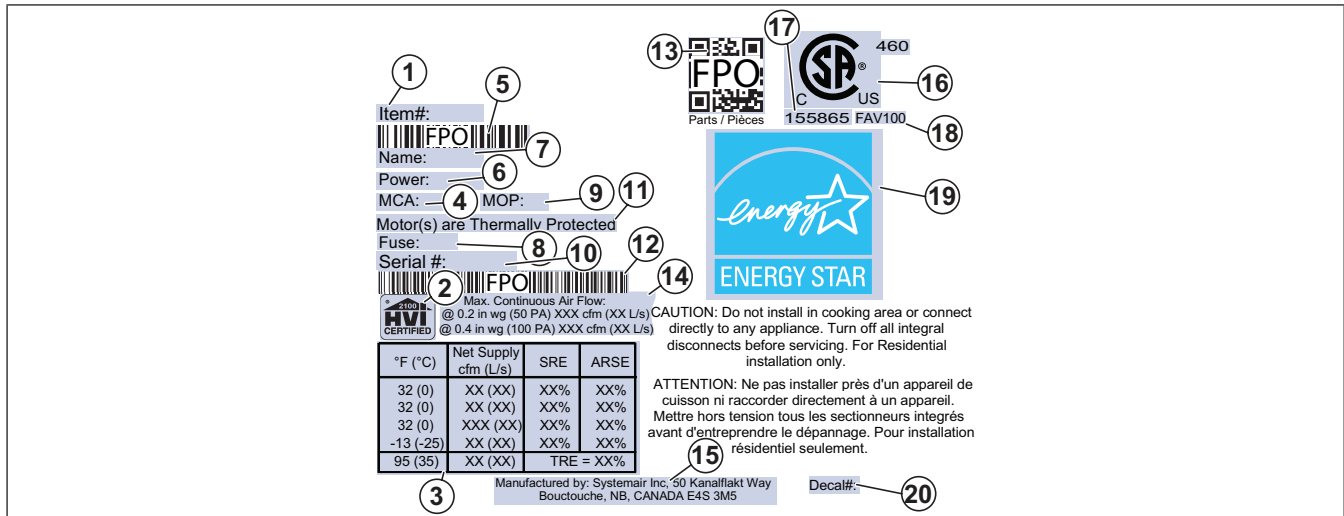 1
Item#:
5
FPO
Name:
7
Power:
6
MCA:
4
MOP:
9
11
Motor(s) are Thermally Protected
Fuse:
8
Serial #:
10
12
FPO
2
14
® 2100
HVI
CERTIFIED
Max. Continuous Air Flow:
@ 0.2 in wg (50 PA) XXX cfm (XX L/s)
@ 0.4 in wg (100 PA) XXX cfm (XX L/s)
°F (°C) Net Supply cfm (L/s) SRE ARSE
32 (0) XX (XX) XX% XX%
32 (0) XX (XX) XX% XX%
32 (0) XXX (XX) XX% XX%
-13 (-25) XX (XX) XX% XX%
95 (35) XX (XX) TRE = XX%
3
15
Manufactured by: Systemair Inc, 50 Kanalflakt Way
Bouctouche, NB, CANADA E4S 3M5
13
FPO
Parts / Pièces
17
460
SA ®
C US
16
155865 FAV100
18
energy
ENERGY STAR
19
CAUTION: Do not install in cooking area or connect
directly to any appliance. Turn off all integral
disconnects before servicing. For Residential
installation only.
ATTENTION: Ne pas installer près d'un appareil de
cuisson ni raccorder directement à un appareil.
Mettre hors tension tous les sectionneurs integrés
avant d'entreprendre le dépannage. Pour installation
résidentiel seulement.
Decal#:
20